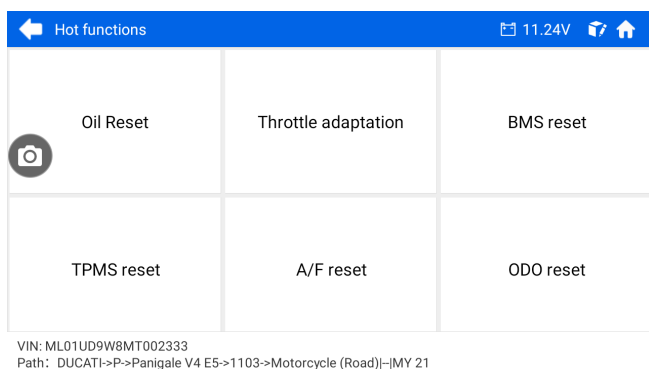 Hot functions 11.24V
Oil Reset Throttle adaptation BMS reset
TPMS reset A/F reset ODO reset
VIN: ML01UD9W8MT002333
Path: DUCATI->P->Panigale V4 E5->1103->Motorcycle (Road)|--|MY 21